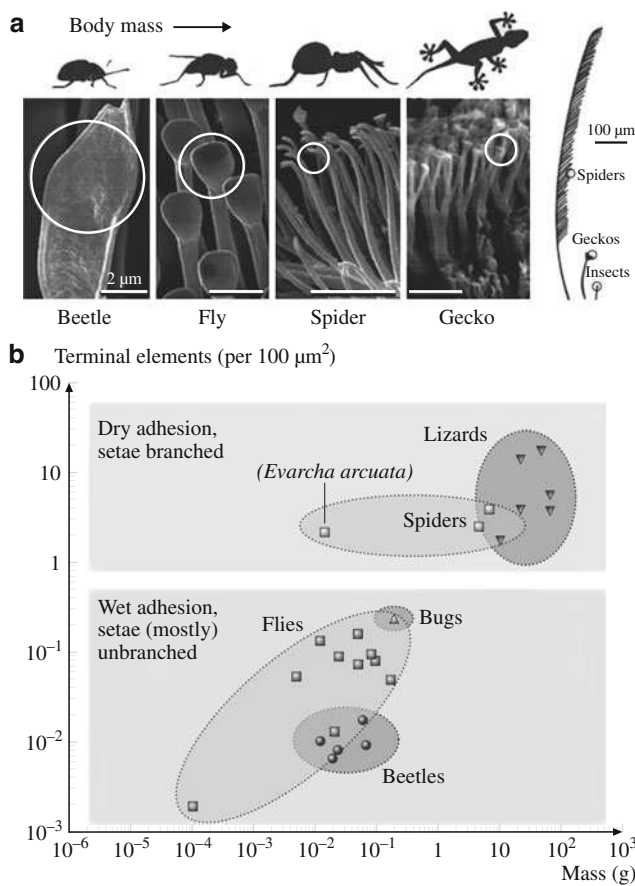 a Body mass
100 μm
Spiders
Geckos
Insects
2 μm
Beetle Fly Spider Gecko
b Terminal elements (per 100 μm²)
100
10
1
10⁻¹
10⁻²
10⁻³
Dry adhesion,
setae branched
Lizards
(Evarcha arcuata)
Spiders
Wet adhesion,
setae (mostly)
unbranched
Flies
Bugs
Beetles
10⁻⁶ 10⁻⁵ 10⁻⁴ 10⁻³ 10⁻² 10⁻¹ 1 10 10² 10³
Mass (g)